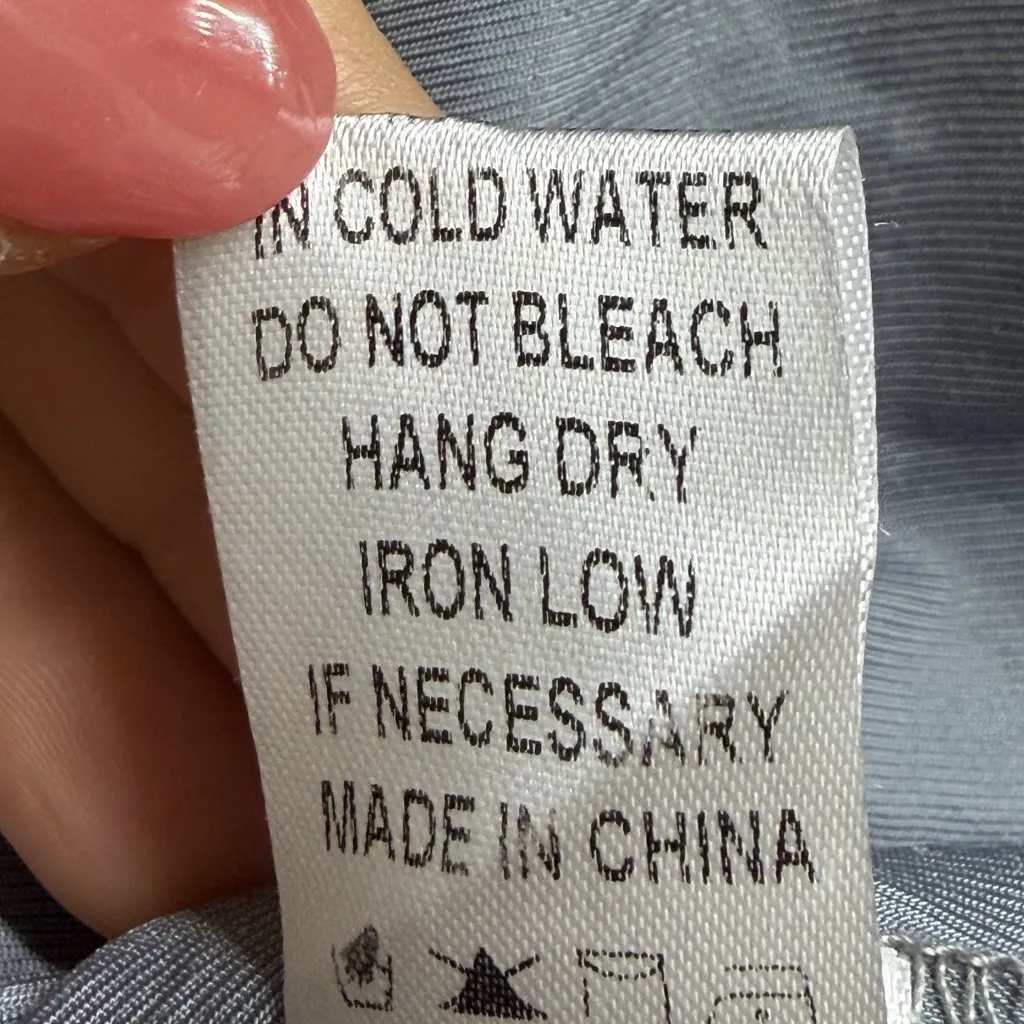 IN COLD WATER
DO NOT BLEACH
HANG DRY
IRON LOW
IF NECESSARY
MADE IN CHINA